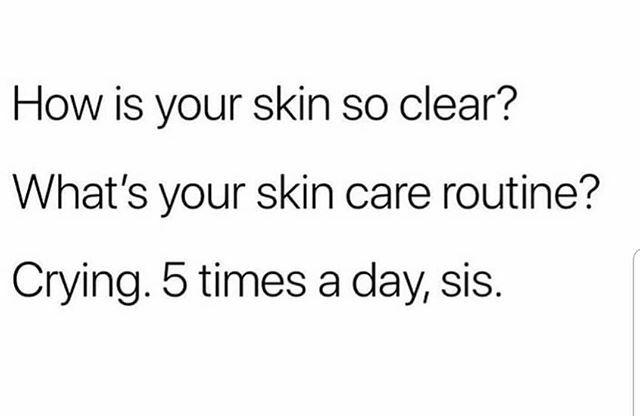 How is your skin so clear?
What's your skin care routine?
Crying. 5 times a day, sis.